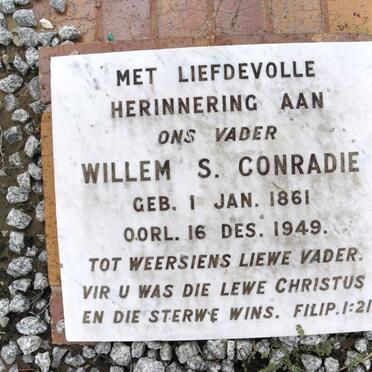 MET LIEFDEVOLLE
HERINNERING AAN
ONS VADER
WILLEM S. CONRADIE
GEB. 1 JAN. 1861
OORL. 16 DES. 1949.
TOT WEERSIENS LIEWE VADER.
VIR U WAS DIE LEWE CHRISTUS
EN DIE STERWE WINS. FILIP. 1:21